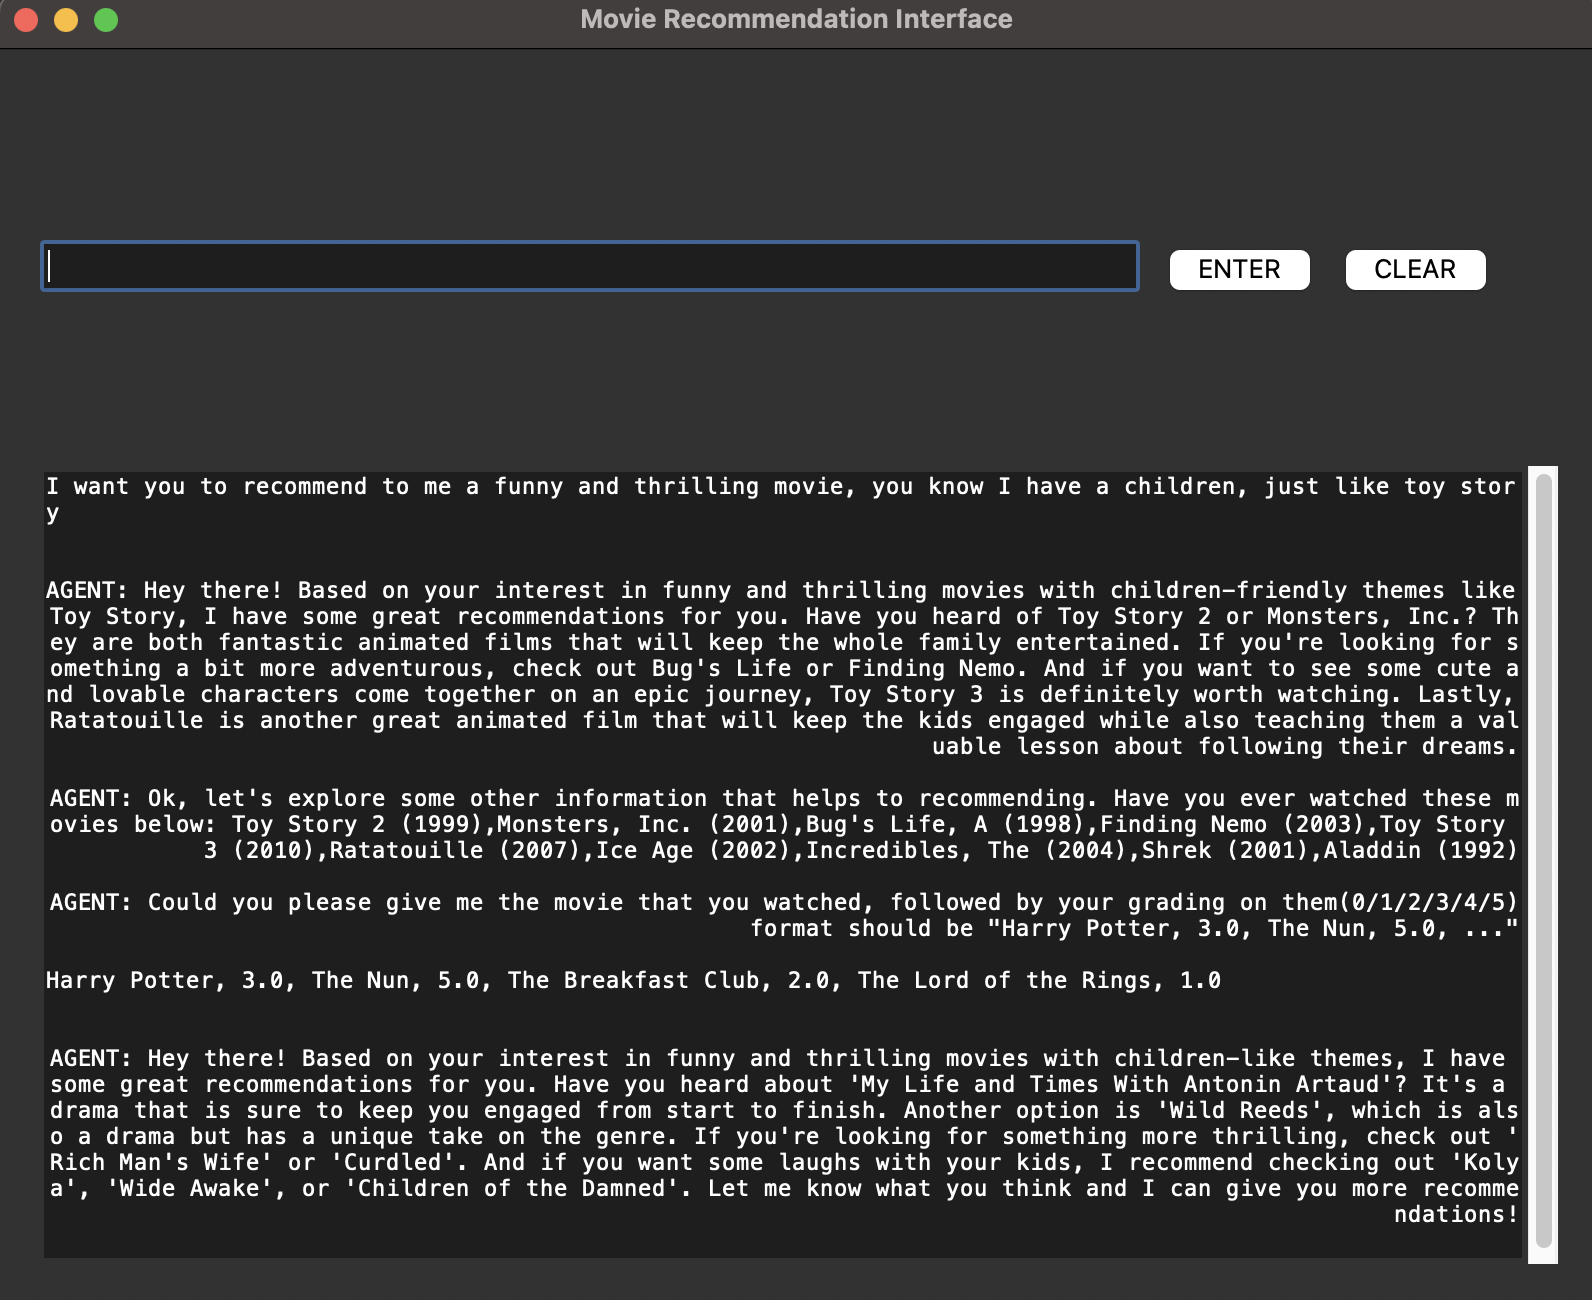 Movie Recommendation Interface
ENTER CLEAR
I want you to recommend to me a funny and thrilling movie, you know I have a children, just like toy stor
y
AGENT: Hey there! Based on your interest in funny and thrilling movies with children-friendly themes like
Toy Story, I have some great recommendations for you. Have you heard of Toy Story 2 or Monsters, Inc.? Th
ey are both fantastic animated films that will keep the whole family entertained. If you're looking for s
omething a bit more adventurous, check out Bug's Life or Finding Nemo. And if you want to see some cute a
nd lovable characters come together on an epic journey, Toy Story 3 is definitely worth watching. Lastly,
Ratatouille is another great animated film that will keep the kids engaged while also teaching them a val
uable lesson about following their dreams.
AGENT: Ok, let's explore some other information that helps to recommending. Have you ever watched these m
ovies below: Toy Story 2 (1999),Monsters, Inc. (2001),Bug's Life, A (1998),Finding Nemo (2003),Toy Story
3 (2010),Ratatouille (2007),Ice Age (2002),Incredibles, The (2004),Shrek (2001),Aladdin (1992)
AGENT: Could you please give me the movie that you watched, followed by your grading on them(0/1/2/3/4/5)
format should be "Harry Potter, 3.0, The Nun, 5.0, ..."
Harry Potter, 3.0, The Nun, 5.0, The Breakfast Club, 2.0, The Lord of the Rings, 1.0
AGENT: Hey there! Based on your interest in funny and thrilling movies with children-like themes, I have
some great recommendations for you. Have you heard about 'My Life and Times With Antonin Artaud'? It's a
drama that is sure to keep you engaged from start to finish. Another option is 'Wild Reeds', which is als
o a drama but has a unique take on the genre. If you're looking for something more thrilling, check out '
Rich Man's Wife' or 'Curdled'. And if you want some laughs with your kids, I recommend checking out 'Koly
a', 'Wide Awake', or 'Children of the Damned'. Let me know what you think and I can give you more recomme
ndations!